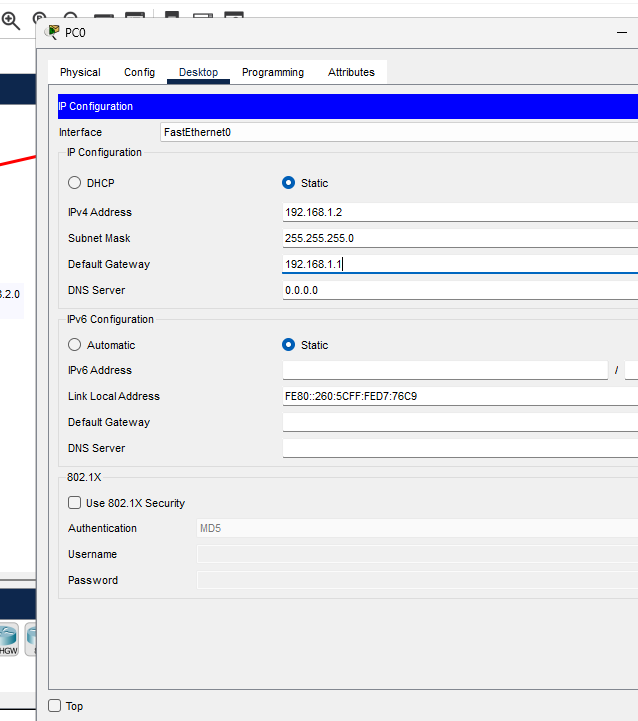 PC0
Physical Config Desktop Programming Attributes
IP Configuration
Interface FastEthernet0
IP Configuration
DHCP Static
IPv4 Address 192.168.1.2
Subnet Mask 255.255.255.0
Default Gateway 192.168.1.1
DNS Server 0.0.0.0
.2.0
IPv6 Configuration
Automatic Static
IPv6 Address /
Link Local Address FE80::260:5CFF:FED7:76C9
Default Gateway
DNS Server
802.1X
Use 802.1X Security
Authentication MD5
Username
Password
HGW
Top